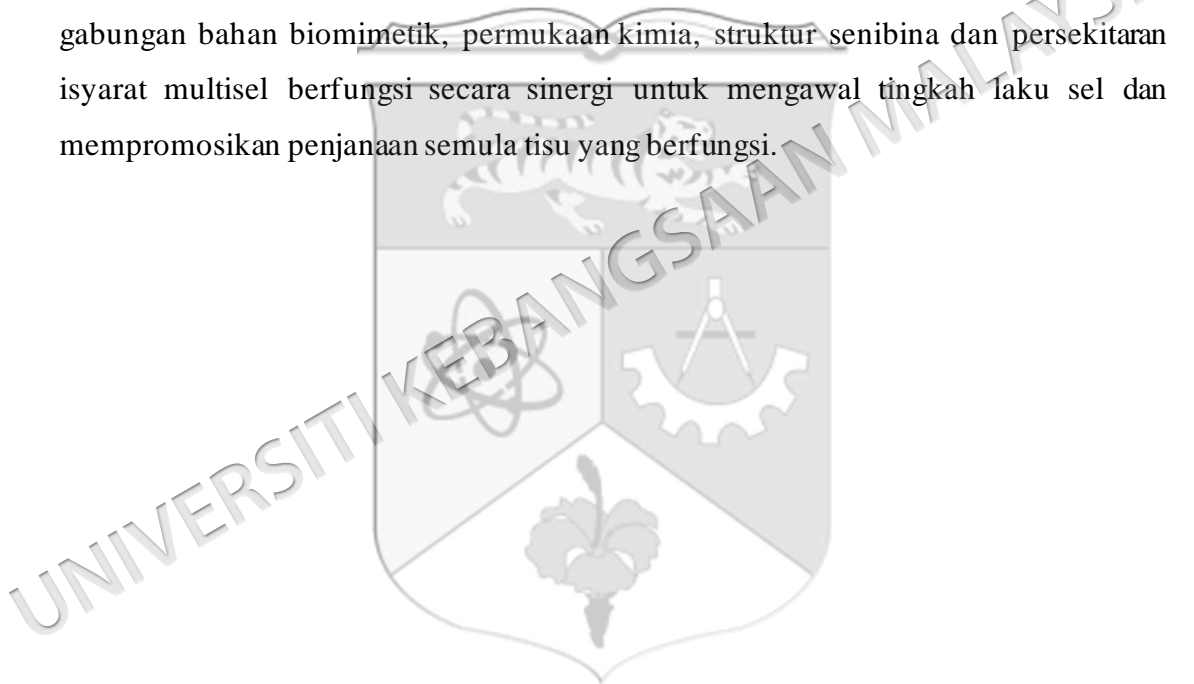 gabungan bahan biomimetik, permukaan kimia, struktur senibina dan persekitaran
isyarat multisel berfungsi secara sinergi untuk mengawal tingkah laku sel dan
mempromosikan penjanaan semula tisu yang berfungsi.
UNIVERSITI KEBANGSAAN MALAYSI